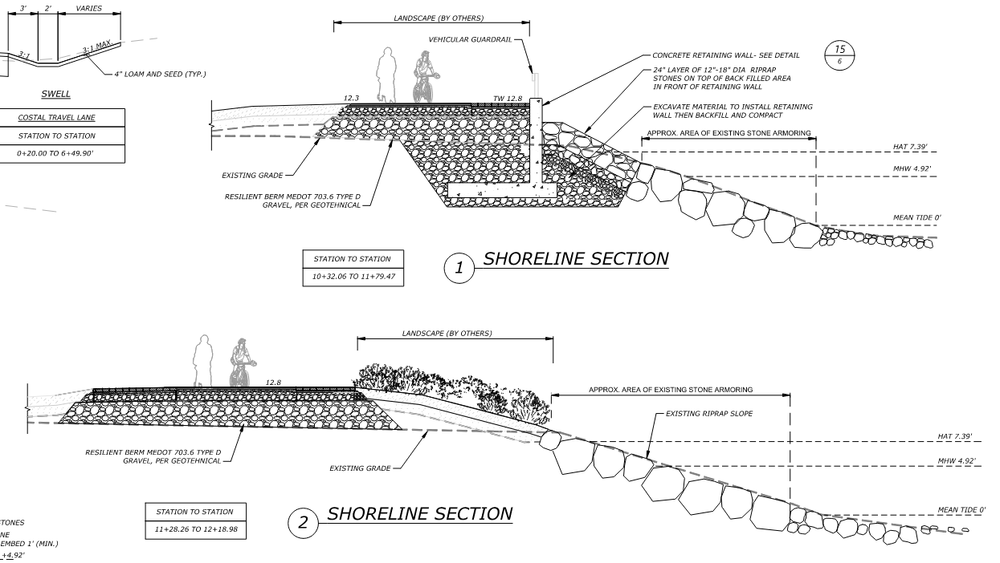 3'
2'
VARIES
3:1
3:1 MAX.
4" LOAM AND SEED (TYP.)
SWELL
COSTAL TRAVEL LANE
STATION TO STATION
0+20.00 TO 6+49.90'
LANDSCAPE (BY OTHERS)
VEHICULAR GUARDRAIL
12.3
TW 12.8
CONCRETE RETAINING WALL- SEE DETAIL
15
6
24" LAYER OF 12"-18" DIA RIPRAP
STONES ON TOP OF BACK FILLED AREA
IN FRONT OF RETAINING WALL
EXCAVATE MATERIAL TO INSTALL RETAINING
WALL THEN BACKFILL AND COMPACT
APPROX. AREA OF EXISTING STONE ARMORING
HAT 7.39'
MHW 4.92'
MEAN TIDE 0'
EXISTING GRADE
RESILIENT BERM MEDOT 703.6 TYPE D
GRAVEL, PER GEOTHECHNICAL
STATION TO STATION
10+32.06 TO 11+79.47
1
SHORELINE SECTION
LANDSCAPE (BY OTHERS)
12.8
APPROX. AREA OF EXISTING STONE ARMORING
EXISTING RIPRAP SLOPE
HAT 7.39'
MHW 4.92'
MEAN TIDE 0'
RESILIENT BERM MEDOT 703.6 TYPE D
GRAVEL, PER GEOTHECHNICAL
EXISTING GRADE
STATION TO STATION
11+28.26 TO 12+18.98
2
SHORELINE SECTION
STONES
NE
EMBED 1' (MIN.)
+4.92'